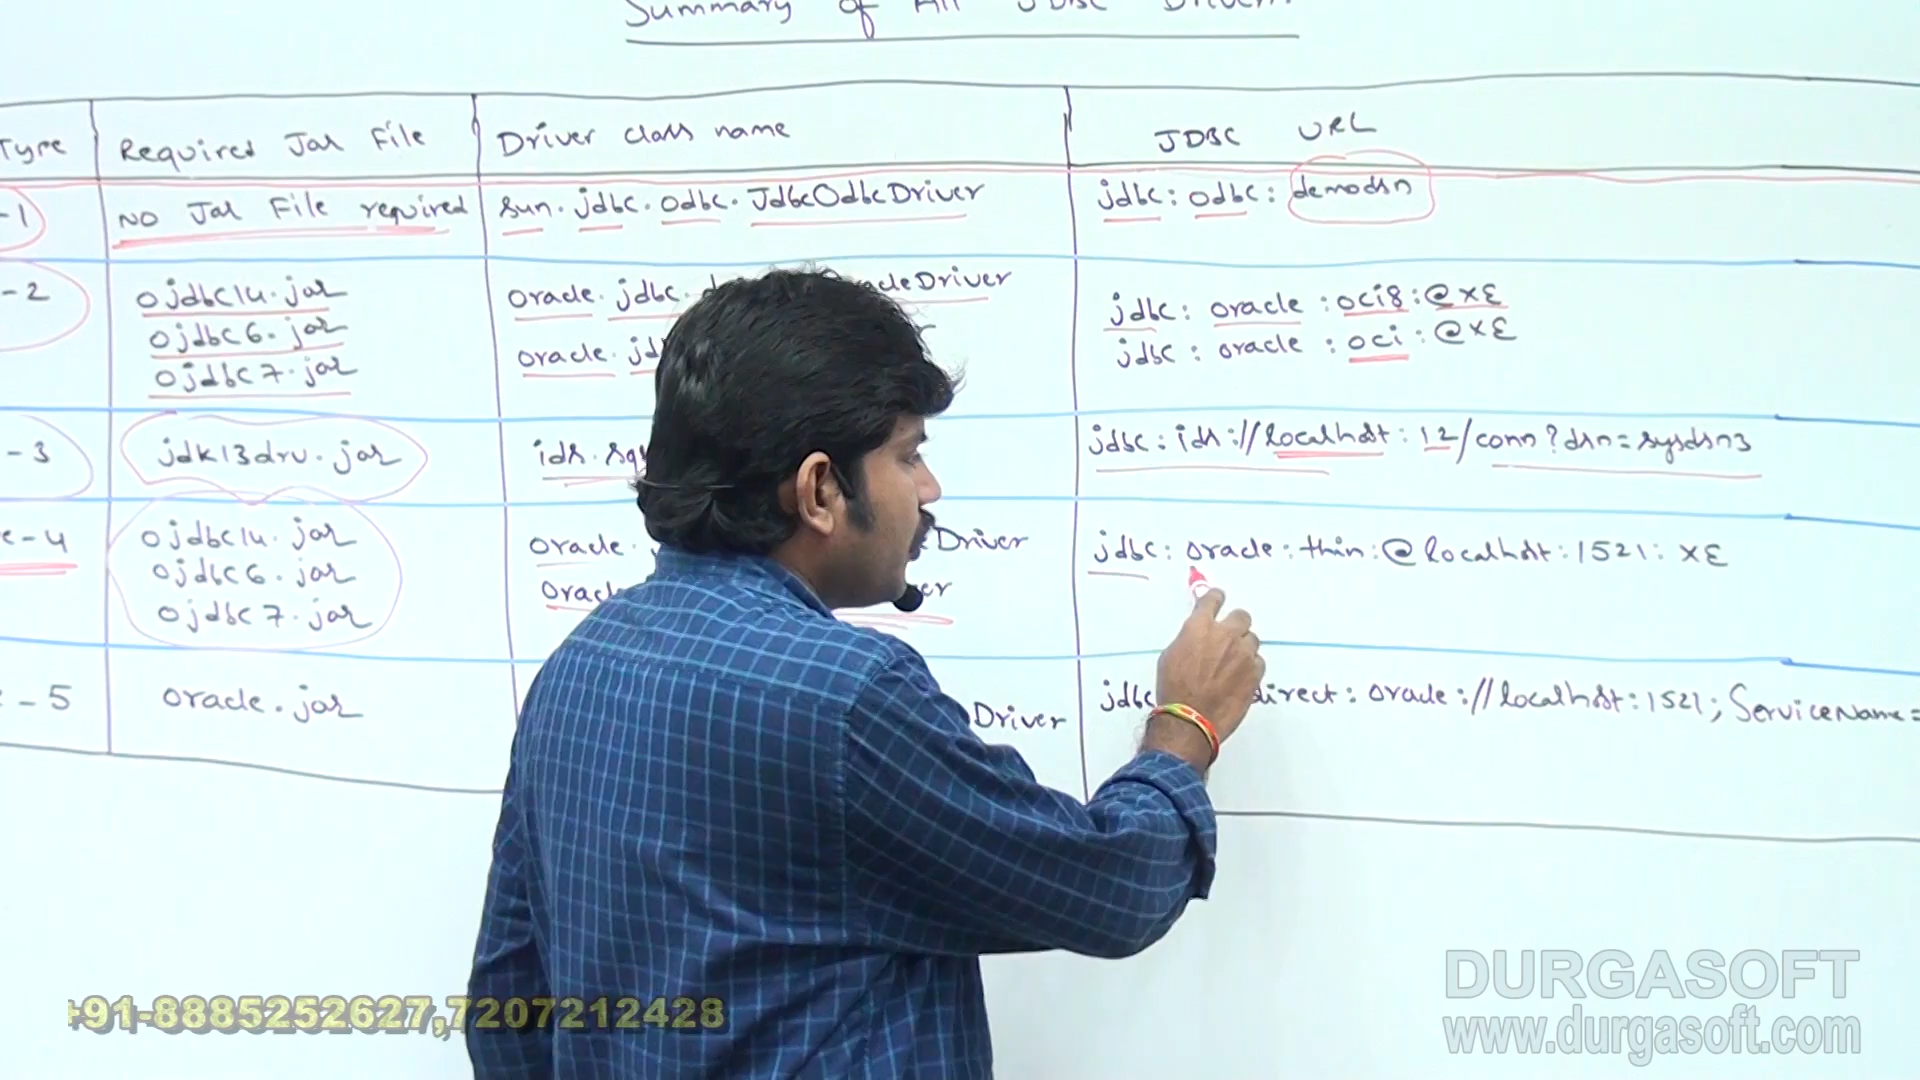 Summary of All JDBC Drivers
Type Required Jar File Driver class name JDBC URL
-1 No Jar File required sun.jdbc.odbc.JdbcOdbcDriver jdbc:odbc:demodsn
-2 ojdbc14.jar oracle.jdbc. OracleDriver jdbc:oracle:oci8:@XE
ojdbc6.jar oracle. jdbc:oracle:oci:@XE
ojdbc7.jar
-3 jdk13drv.jar ids. jdbc:ids://localhost:12/conn?dsn=sysdsn3
e-4 ojdbc14.jar oracle. Driver jdbc:oracle:thin:@localhost:1521:XE
ojdbc6.jar
ojdbc7.jar
-5 oracle.jar Driver jdbc direct:oracle://localhost:1521;ServiceName=
+91-8885252627,7207212428
DURGASOFT
www.durgasoft.com